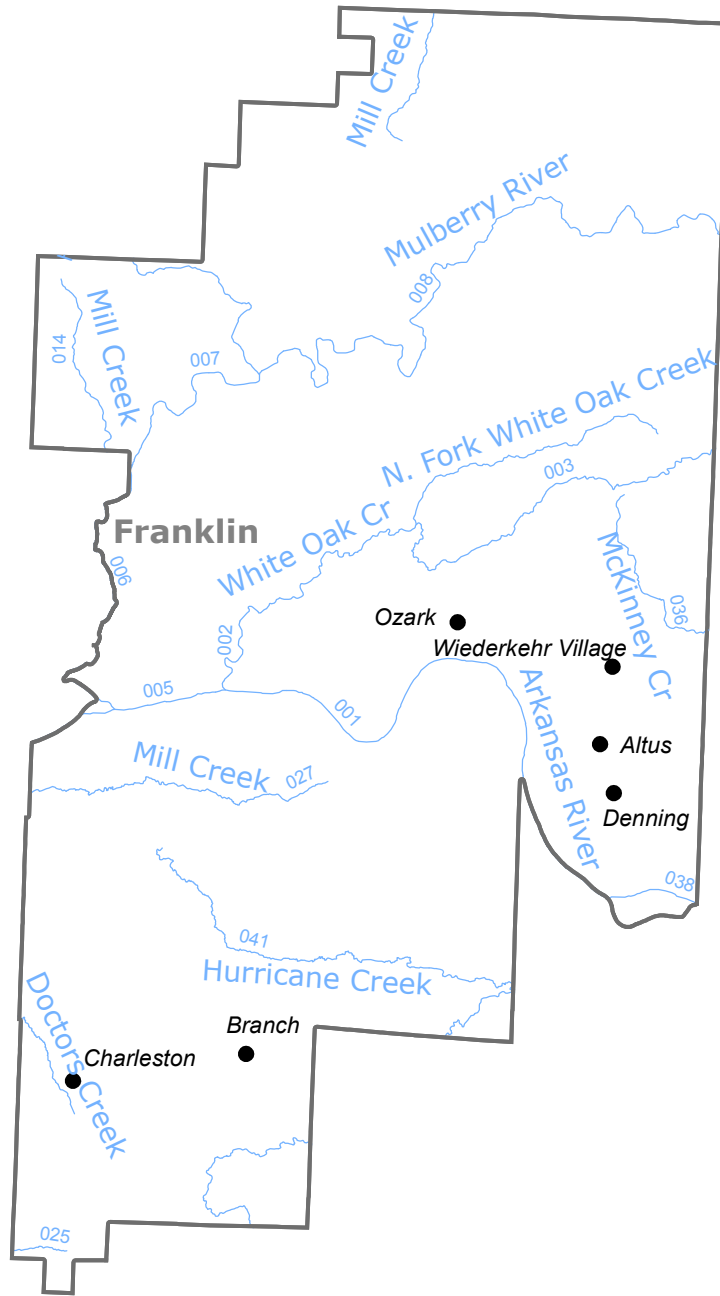 Mill Creek
Mulberry River
008
Mill Creek
014
007
N. Fork White Oak Creek
003
White Oak Cr
Franklin
006
McKinney Cr
036
Ozark
002
Wiederkehr Village
005
001
Arkansas River
Altus
Mill Creek
027
Denning
038
041
Hurricane Creek
Doctors Creek
Branch
Charleston
025